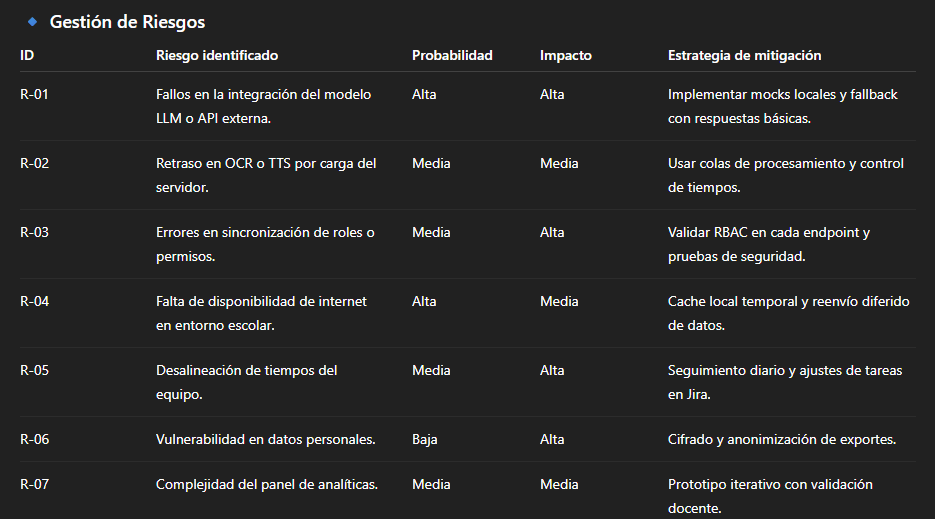 Gestión de Riesgos
ID Riesgo identificado Probabilidad Impacto Estrategia de mitigación
R-01 Fallos en la integración del modelo Alta Alta Implementar mocks locales y fallback
LLM o API externa. con respuestas básicas.
R-02 Retraso en OCR o TTS por carga del Media Media Usar colas de procesamiento y control
servidor. de tiempos.
R-03 Errores en sincronización de roles o Media Alta Validar RBAC en cada endpoint y
permisos. pruebas de seguridad.
R-04 Falta de disponibilidad de internet Alta Media Cache local temporal y reenvío diferido
en entorno escolar. de datos.
R-05 Desalineación de tiempos del Media Alta Seguimiento diario y ajustes de tareas
equipo. en Jira.
R-06 Vulnerabilidad en datos personales. Baja Alta Cifrado y anonimización de exportes.
R-07 Complejidad del panel de analíticas. Media Media Prototipo iterativo con validación
docente.